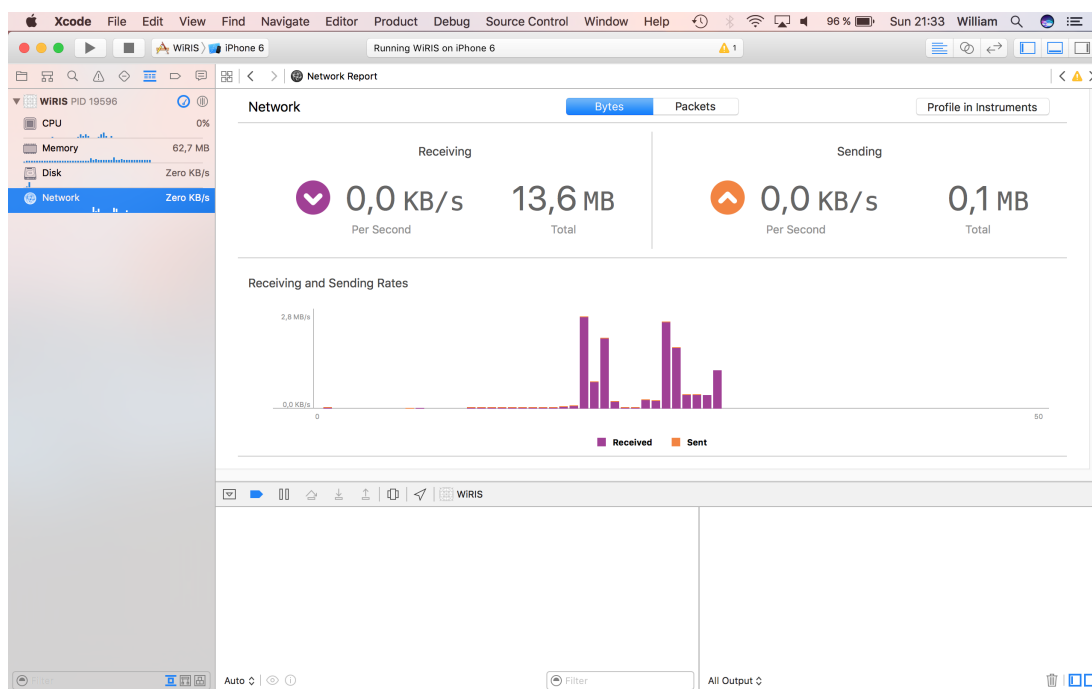 Xcode File Edit View Find Navigate Editor Product Debug Source Control Window Help 96 % Sun 21:33 William
WiRIS iPhone 6 Running WiRIS on iPhone 6 1
Network Report
WiRIS PID 19596
CPU 0%
Memory 62,7 MB
Disk Zero KB/s
Network Zero KB/s
Network Bytes Packets Profile in Instruments
Receiving Sending
0,0 KB/s 13,6 MB 0,0 KB/s 0,1 MB
Per Second Total Per Second Total
Receiving and Sending Rates
2,8 MB/s
0,0 KB/s
0 50
Received Sent
WiRIS
Filter Auto Filter All Output